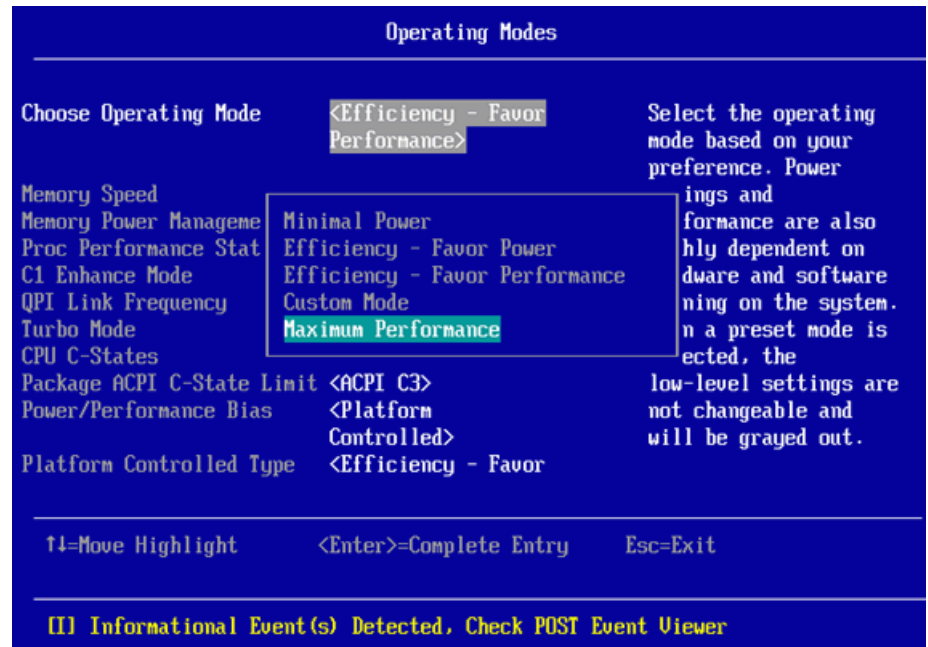 Operating Modes
Choose Operating Mode <Efficiency - Favor Select the operating
Performance> mode based on your
preference. Power
Memory Speed ings and
Memory Power Manageme Minimal Power formance are also
Proc Performance Stat Efficiency - Favor Power hly dependent on
C1 Enhance Mode Efficiency - Favor Performance dware and software
QPI Link Frequency Custom Mode ning on the system.
Turbo Mode Maximum Performance n a preset mode is
CPU C-States ected, the
Package ACPI C-State Limit <ACPI C3> low-level settings are
Power/Performance Bias <Platform not changeable and
Controlled> will be grayed out.
Platform Controlled Type <Efficiency - Favor
↑↓=Move Highlight <Enter>=Complete Entry Esc=Exit
[I] Informational Event(s) Detected, Check POST Event Viewer